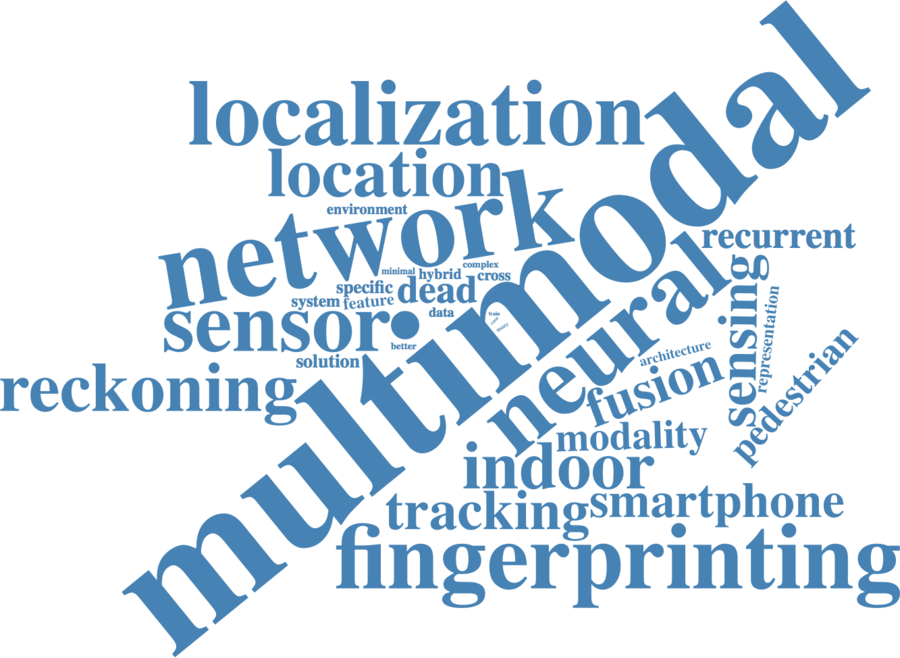 multimodal
localization
location
environment
network
recurrent
minimal
hybrid
complex
cross
specific
dead
system
feature
sensor
data
better
solution
reckoning
neural
sensing
representation
architecture
fusion
pedestrian
modality
indoor
tracking
smartphone
fingerprinting